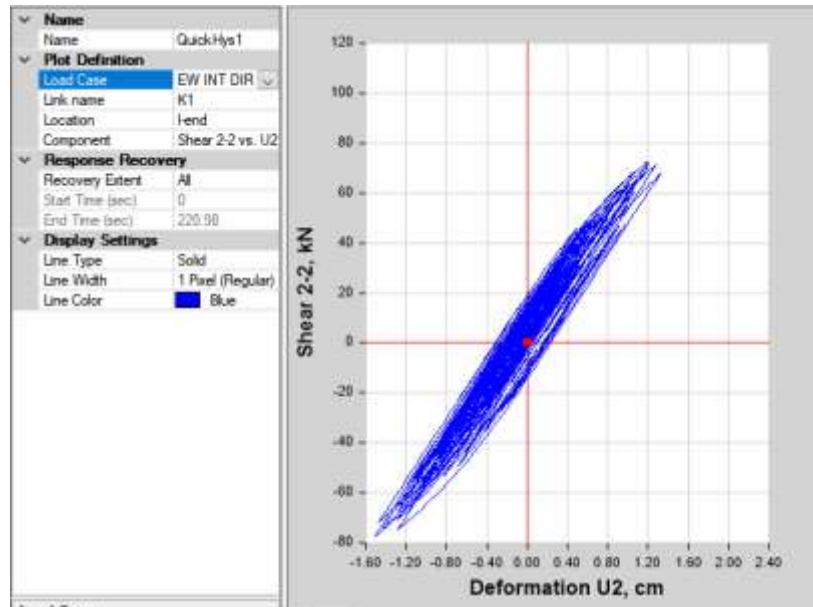 Name
Name QuickHys1
Plot Definition
Load Case EW INT DIR
Link name K1
Location I-end
Component Shear 2-2 vs. U2
Response Recovery
Recovery Extent All
Start Time (sec) 0
End Time (sec) 220.98
Display Settings
Line Type Solid
Line Width 1 Pixel (Regular)
Line Color Blue
120
100
80
60
40
20
0
-20
-40
-60
-80
Shear 2-2, kN
-1.60 -1.20 -0.80 -0.40 0.00 0.40 0.80 1.20 1.60 2.00 2.40
Deformation U2, cm